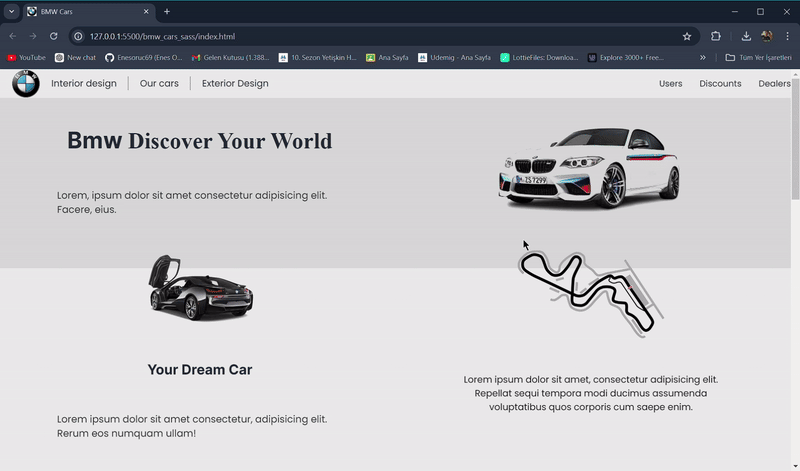 BMW Cars
127.0.0.1:5500/bmw_cars_sass/index.html
YouTube
New chat
Enesoruc69 (Enes O...
Gelen Kutusu (1.388...
10. Sezon Yetişkin H...
Ana Sayfa
Udemig - Ana Sayfa
LottieFiles: Downloa...
Explore 3000+ Free...
Tüm Yer İşaretleri
Interior design
Our cars
Exterior Design
Users
Discounts
Dealers
Bmw Discover Your World
Lorem, ipsum dolor sit amet consectetur adipisicing elit.
Facere, eius.
ZS 7299
Your Dream Car
Lorem ipsum dolor sit amet consectetur, adipisicing elit.
Rerum eos numquam ullam!
Lorem ipsum dolor sit amet, consectetur adipisicing elit.
Repellat sequi tempora modi ducimus assumenda
voluptatibus quos corporis cum saepe enim.